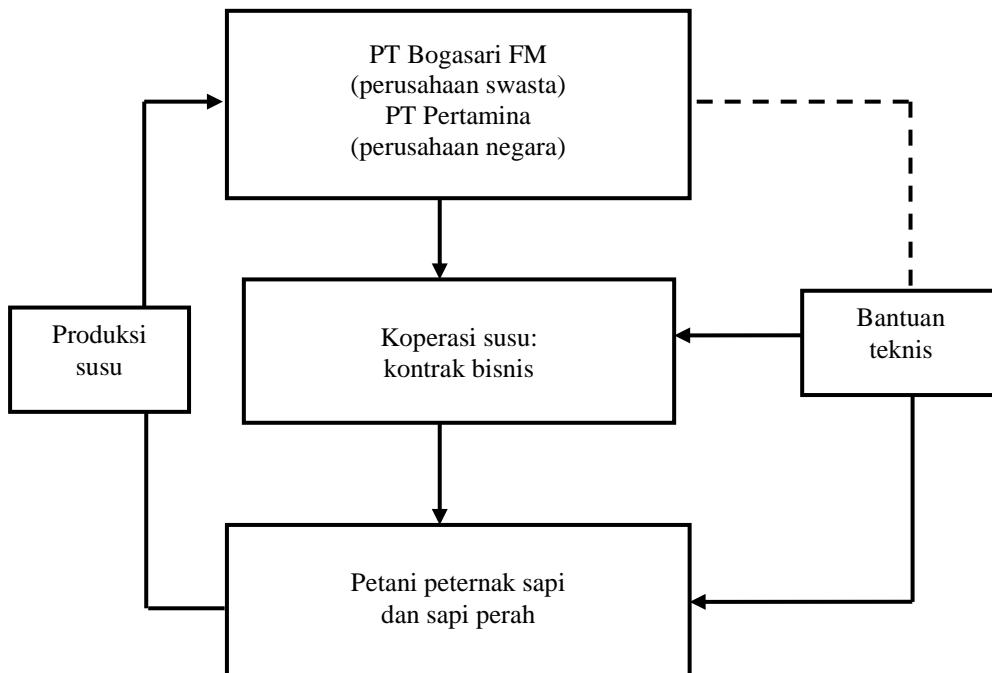 PT Bogasari FM
(perusahaan swasta)
PT Pertamina
(perusahaan negara)
Produksi
susu
Koperasi susu:
kontrak bisnis
Bantuan
teknis
Petani peternak sapi
dan sapi perah